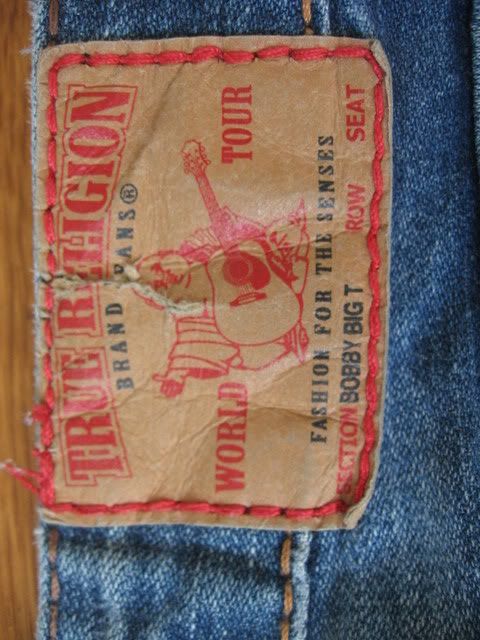 TRUE RELIGION
BRAND JEANS®
WORLD TOUR
FASHION FOR THE SENSES
SECTION ROW SEAT
BOBBY BIG T